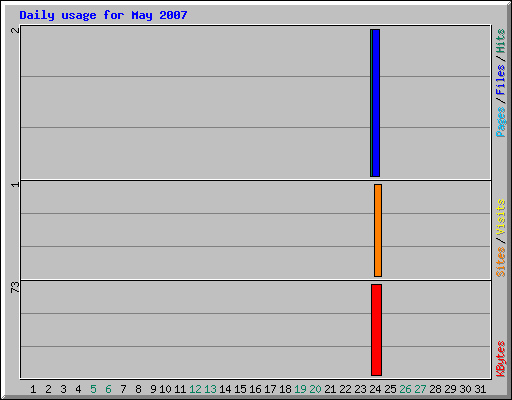 Daily usage for May 2007
2
Pages / Files / Hits
1
Sites / Visits
73
KBytes
1 2 3 4 5 6 7 8 9 10 11 12 13 14 15 16 17 18 19 20 21 22 23 24 25 26 27 28 29 30 31